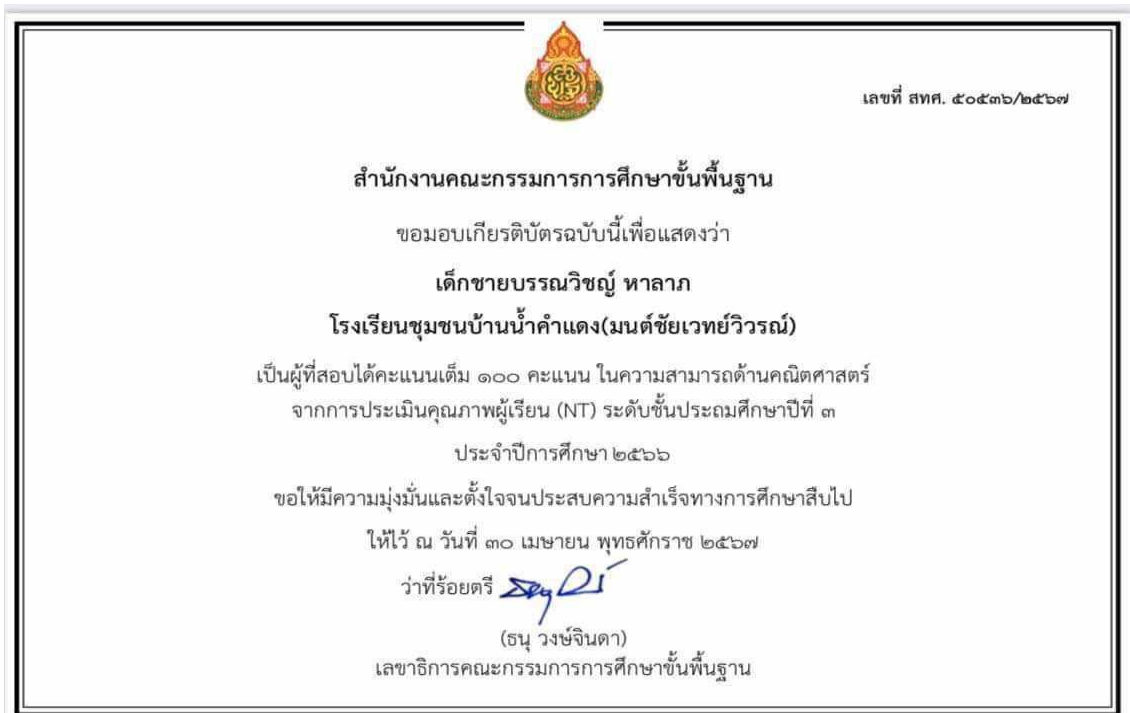 เลขที่ สทศ. ๕๐๕๓๖/๒๕๖๗
สำนักงานคณะกรรมการการศึกษาขั้นพื้นฐาน
ขอมอบเกียรติบัตรฉบับนี้เพื่อแสดงว่า
เด็กชายบรรณวิชญ์ หาลาภ
โรงเรียนชุมชนบ้านน้ำคำแดง(มนต์ชัยเวทย์วิวรณ์)
เป็นผู้ที่สอบได้คะแนนเต็ม ๑๐๐ คะแนน ในความสามารถด้านคณิตศาสตร์
จากการประเมินคุณภาพผู้เรียน (NT) ระดับชั้นประถมศึกษาปีที่ ๓
ประจำปีการศึกษา ๒๕๖๖
ขอให้มีความมุ่งมั่นและตั้งใจจนประสบความสำเร็จทางการศึกษาสืบไป
ให้ไว้ ณ วันที่ ๓๐ เมษายน พุทธศักราช ๒๕๖๗
ว่าที่ร้อยตรี
(ธนุ วงษ์จินดา)
เลขาธิการคณะกรรมการการศึกษาขั้นพื้นฐาน